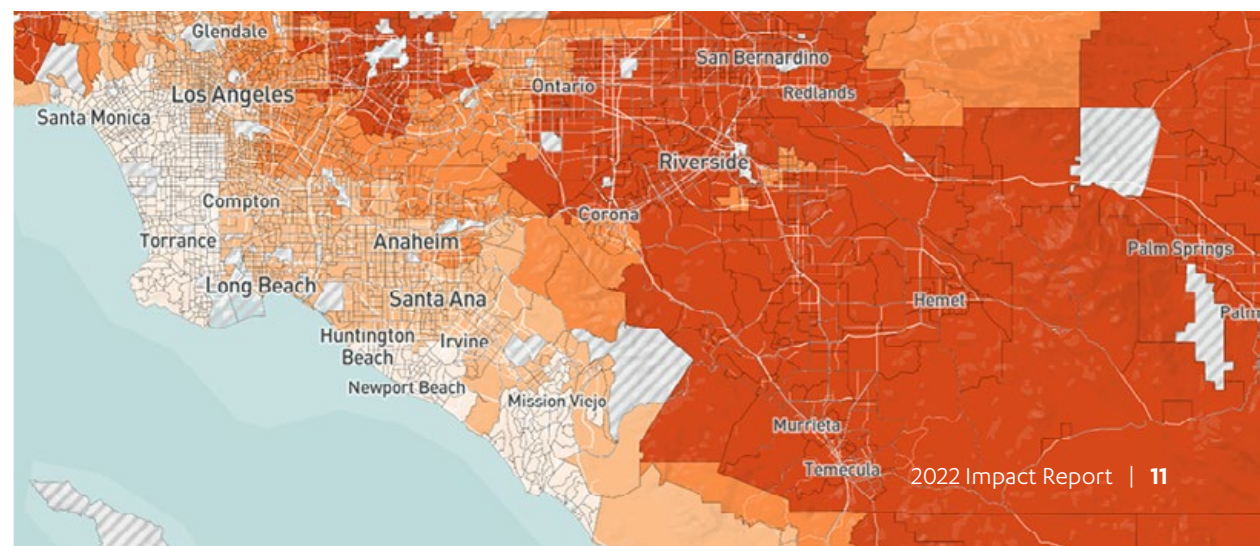 Glendale
San Bernardino
Los Angeles
Ontario
Redlands
Santa Monica
Riverside
Compton
Corona
Torrance
Anaheim
Palm Springs
Long Beach
Santa Ana
Hemet
Palm
Huntington
Beach
Irvine
Newport Beach
Mission Viejo
Murrieta
Temecula
2022 Impact Report | 11